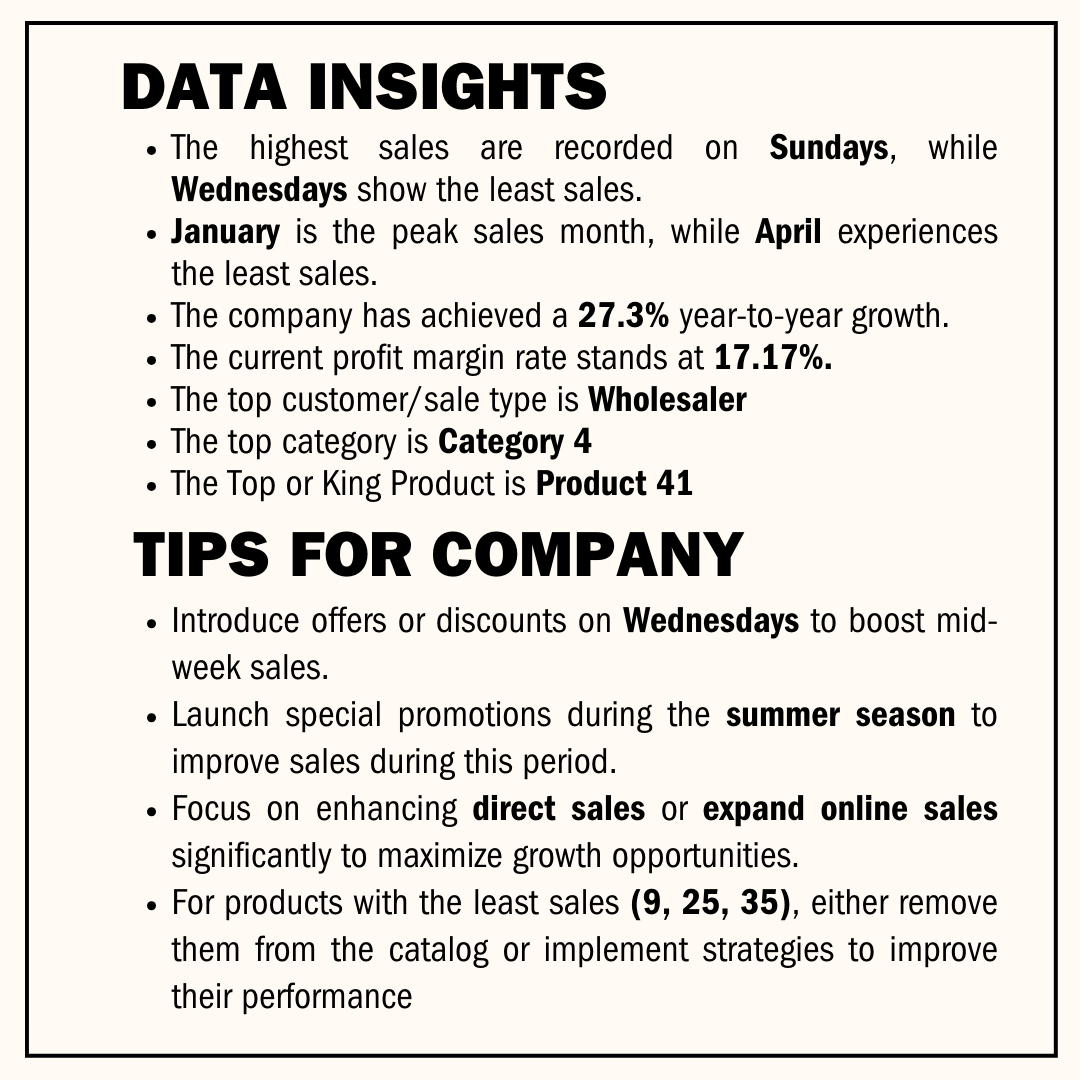 DATA INSIGHTS
• The highest sales are recorded on Sundays, while
Wednesdays show the least sales.
• January is the peak sales month, while April experiences
the least sales.
• The company has achieved a 27.3% year-to-year growth.
• The current profit margin rate stands at 17.17%.
• The top customer/sale type is Wholesaler
• The top category is Category 4
• The Top or King Product is Product 41
TIPS FOR COMPANY
• Introduce offers or discounts on Wednesdays to boost mid-
week sales.
• Launch special promotions during the summer season to
improve sales during this period.
• Focus on enhancing direct sales or expand online sales
significantly to maximize growth opportunities.
• For products with the least sales (9, 25, 35), either remove
them from the catalog or implement strategies to improve
their performance